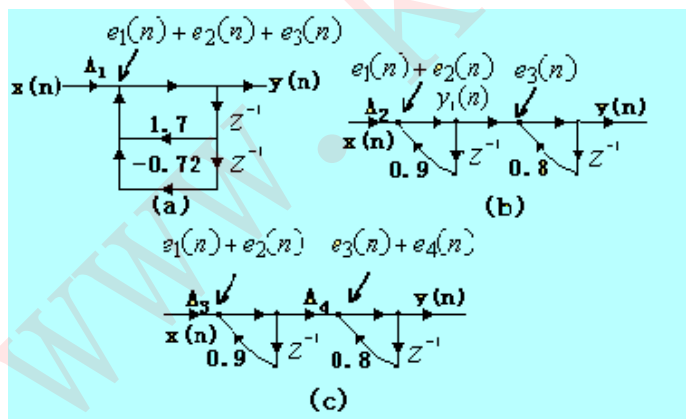 e₁(n) + e₂(n) + e₃(n)
x(n) A₁ y(n)
Z⁻¹
1.7
-0.72 Z⁻¹
(a)
e₁(n) + e₂(n) e₃(n)
y₁(n)
A₂ y(n)
x(n) Z⁻¹ Z⁻¹
0.9 0.8
(b)
e₁(n) + e₂(n) e₃(n) + e₄(n)
A₃ A₄ y(n)
x(n)
0.9 Z⁻¹ 0.8 Z⁻¹
(c)
www.k